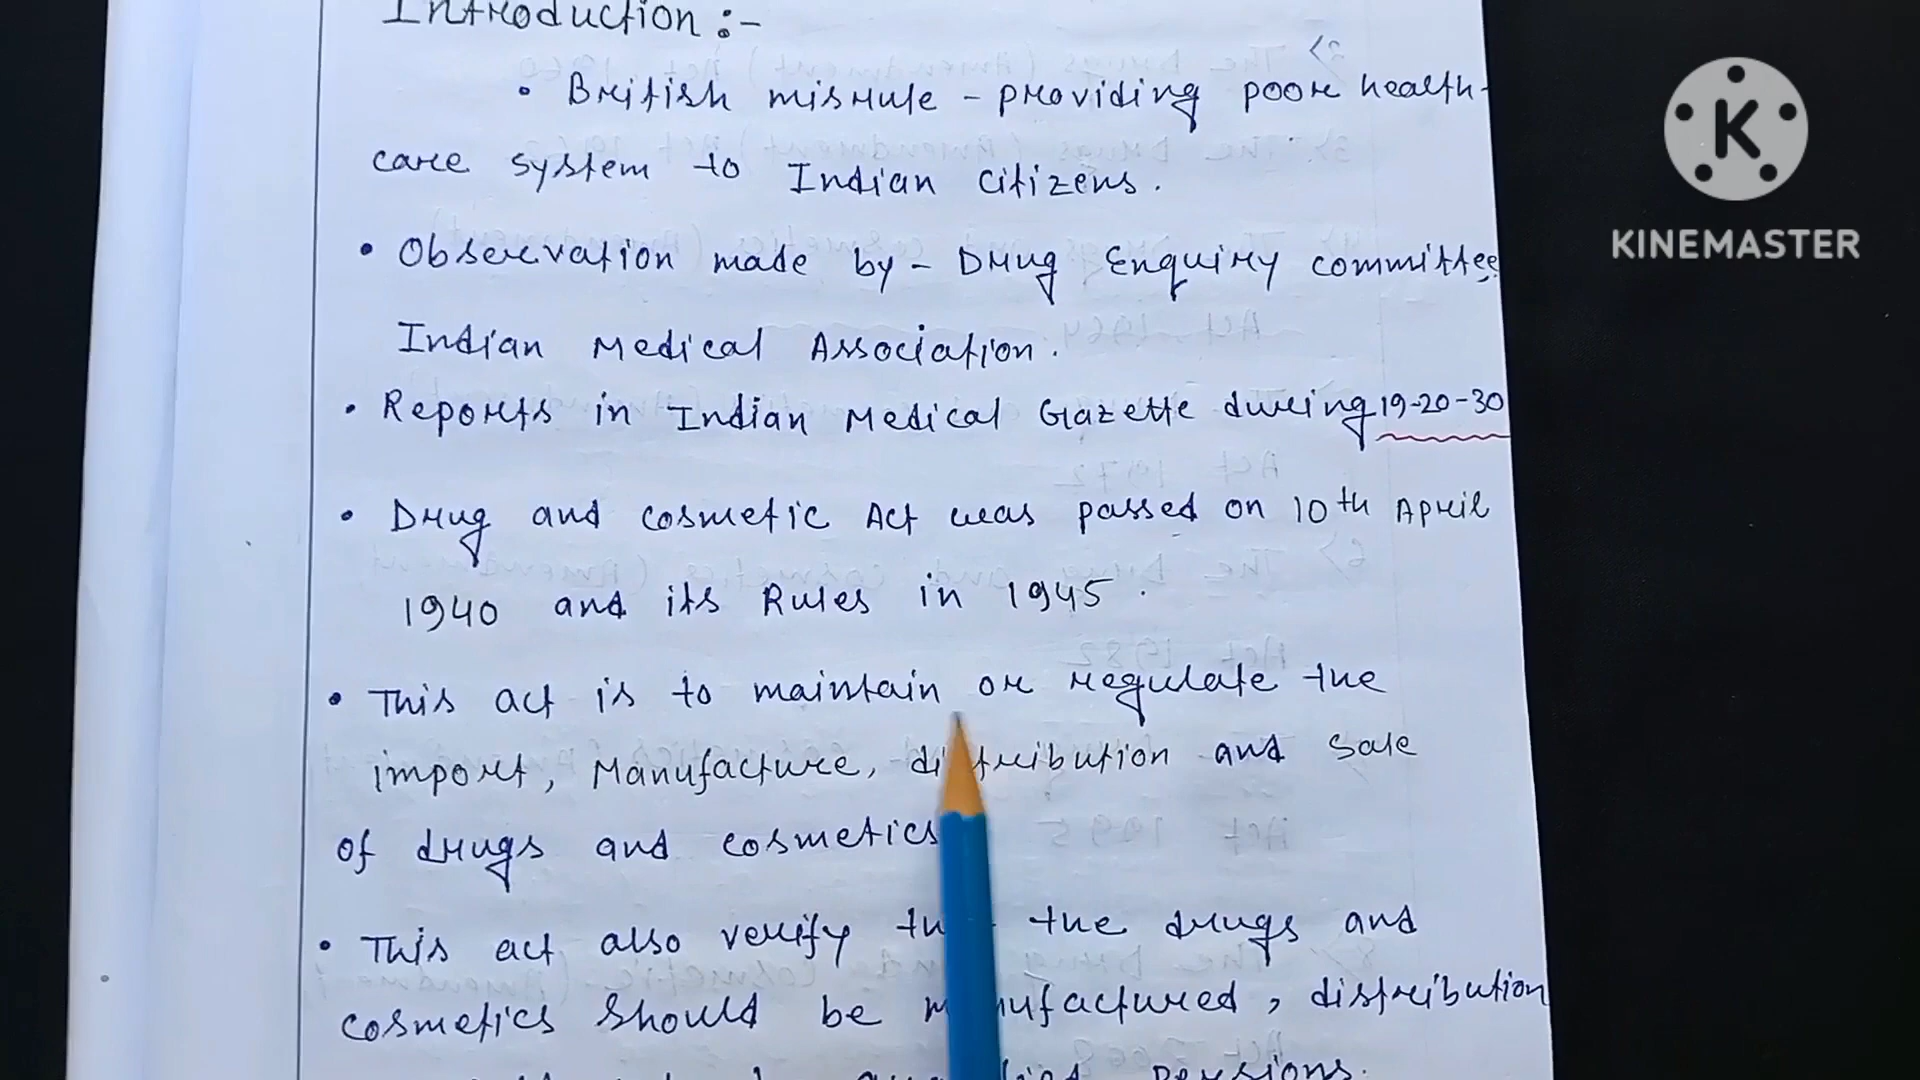 Introduction :-
• British misrule - providing poor health-
care system to Indian citizens.
• Observation made by - Drug Enquiry committee
Indian Medical Association.
• Reports in Indian Medical Gazette during 19-20-30
• Drug and cosmetic Act was passed on 10th April
1940 and its Rules in 1945.
• This act is to maintain or regulate the
import, Manufacture, distribution and sale
of drugs and cosmetics
• This act also verify the drugs and
cosmetics should be manufactured, distribution
persons.
K
KINEMASTER